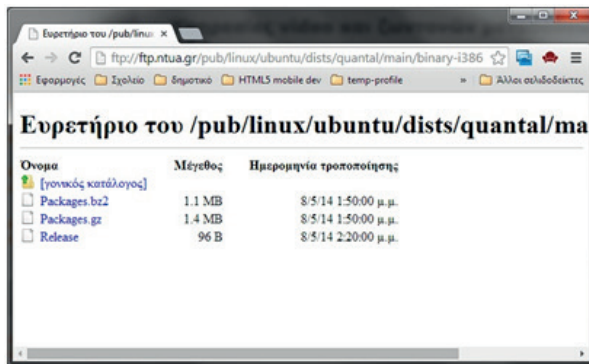 Ευρετήριο του /pub/linu
ftp://ftp.ntua.gr/pub/linux/ubuntu/dists/quantal/main/binary-i386
Εφαρμογές Σχολείο δημοτικό HTML5 mobile dev temp-profile » Άλλοι σελιδοδείκτες
Ευρετήριο του /pub/linux/ubuntu/dists/quantal/ma
Όνομα Μέγεθος Ημερομηνία τροποποίησης
[γονικός κατάλογος]
Packages.bz2 1.1 MB 8/5/14 1:50:00 μ.μ.
Packages.gz 1.4 MB 8/5/14 1:50:00 μ.μ.
Release 96 B 8/5/14 2:20:00 μ.μ.